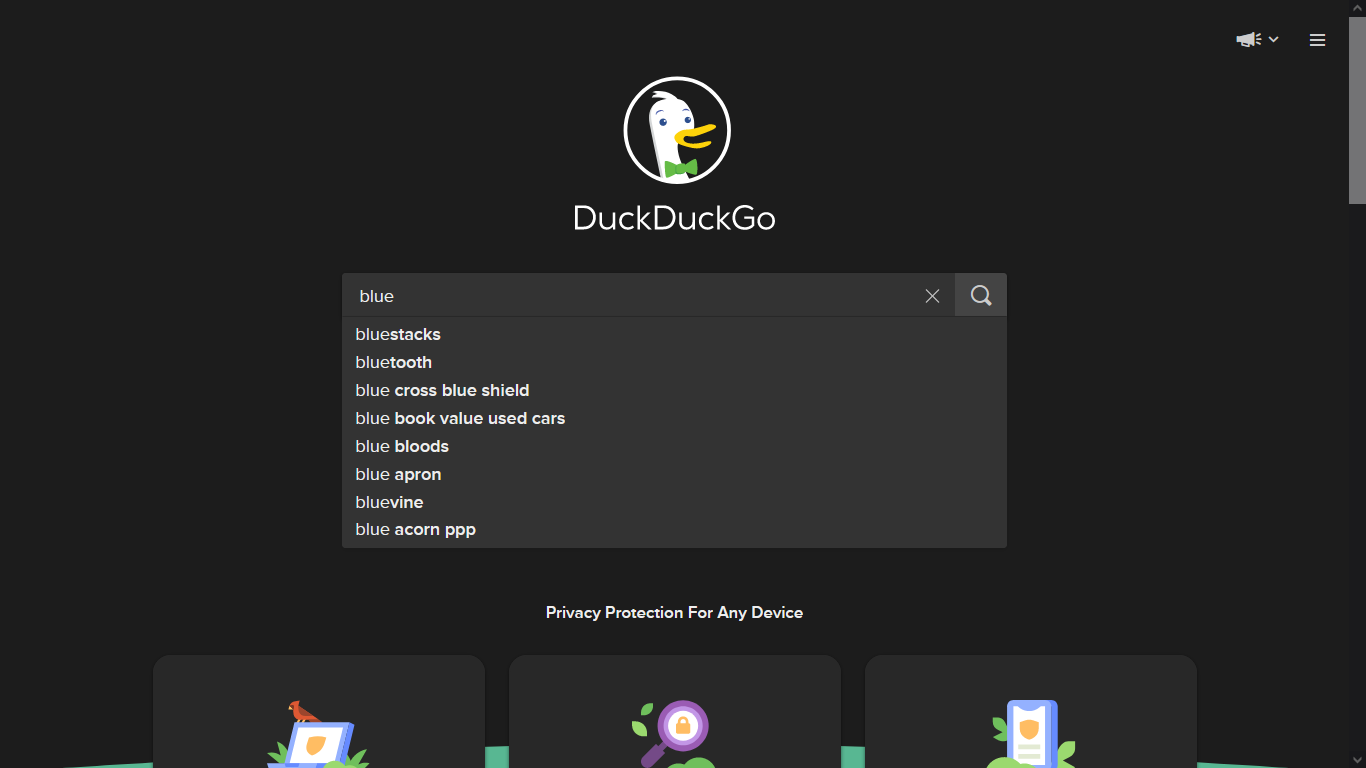 DuckDuckGo
blue
bluestacks
bluetooth
blue cross blue shield
blue book value used cars
blue bloods
blue apron
bluevine
blue acorn ppp
Privacy Protection For Any Device